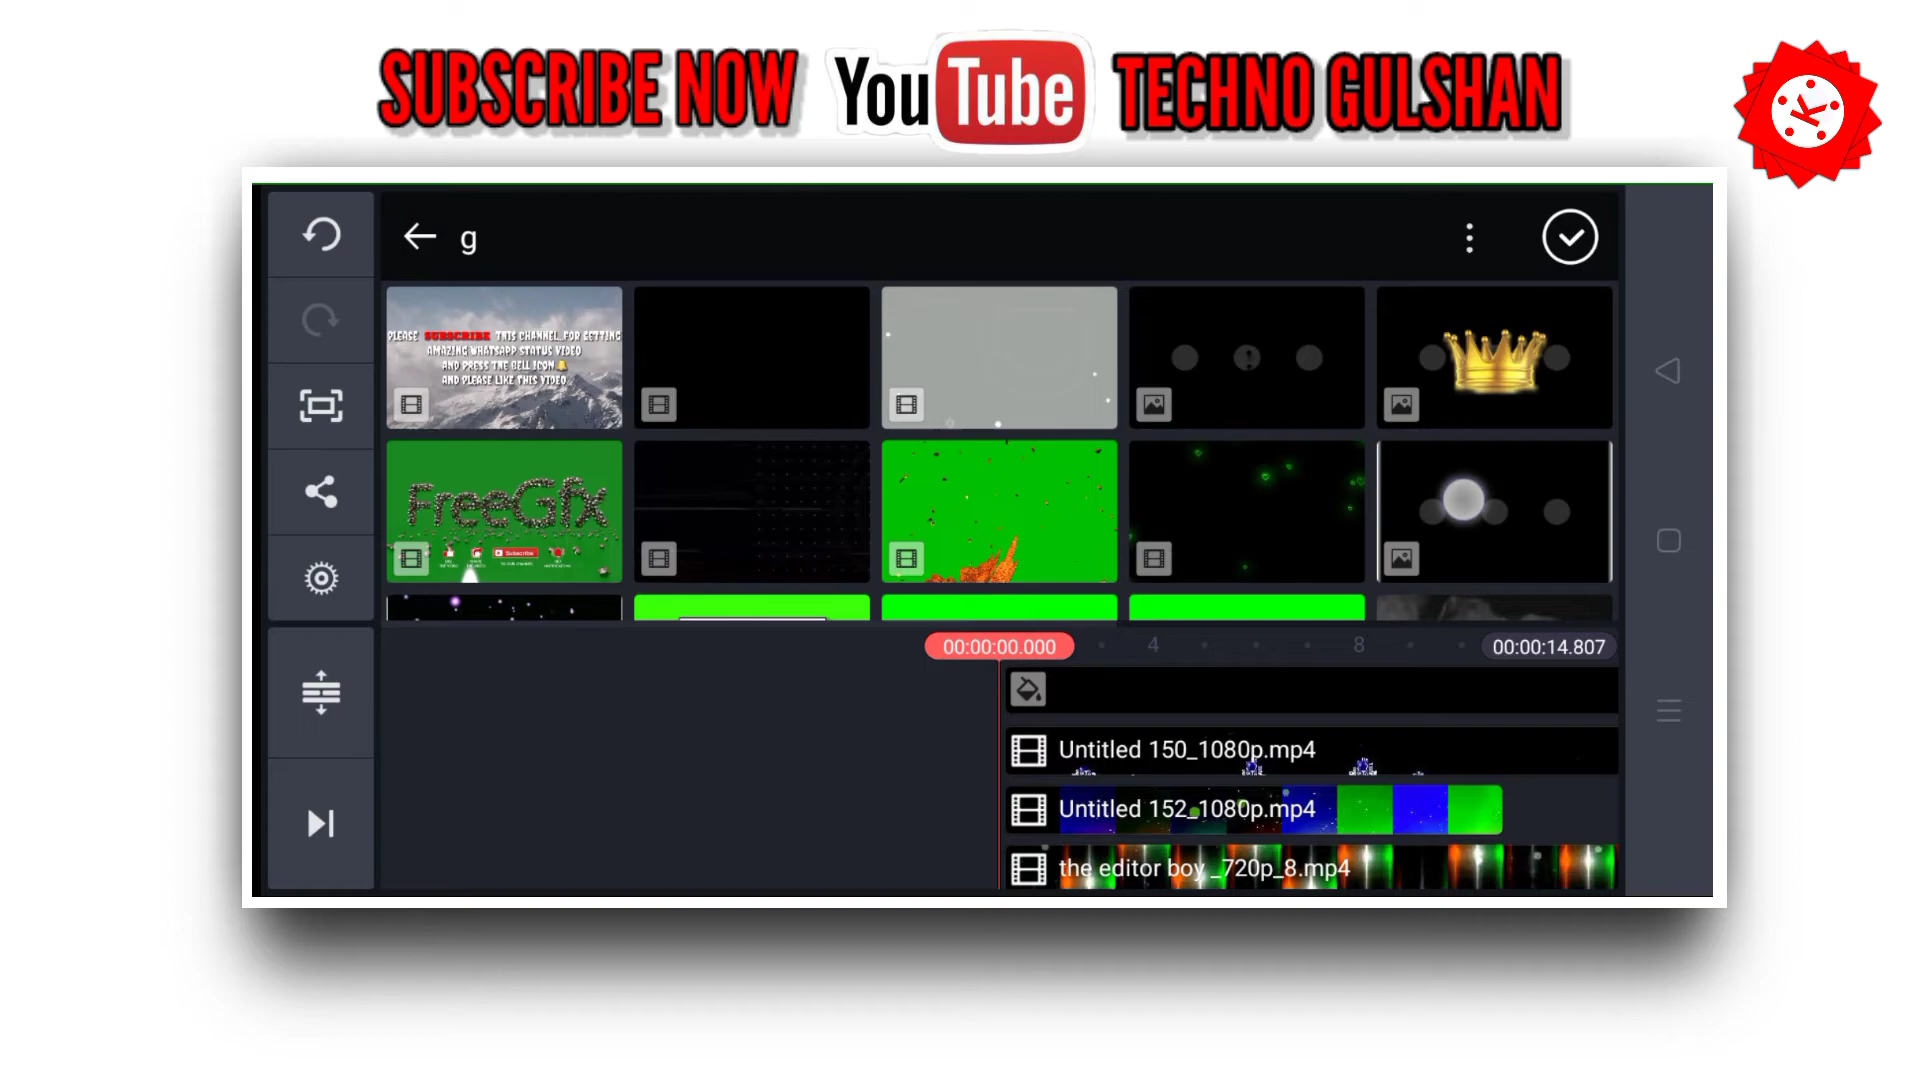 SUBSCRIBE NOW YouTube TECHNO GULSHAN
K
g
PLEASE SUBSCRIBE THIS CHANNEL..FOR GETTING
AMAZING WHATSAPP STATUS VIDEO
AND PRESS THE BELL ICON
AND PLEASE LIKE THIS VIDEO..
FreeGfx
Subscribe
00:00:00.000 4 8 00:00:14.807
Untitled 150_1080p.mp4
Untitled 152_1080p.mp4
the editor boy _720p_8.mp4